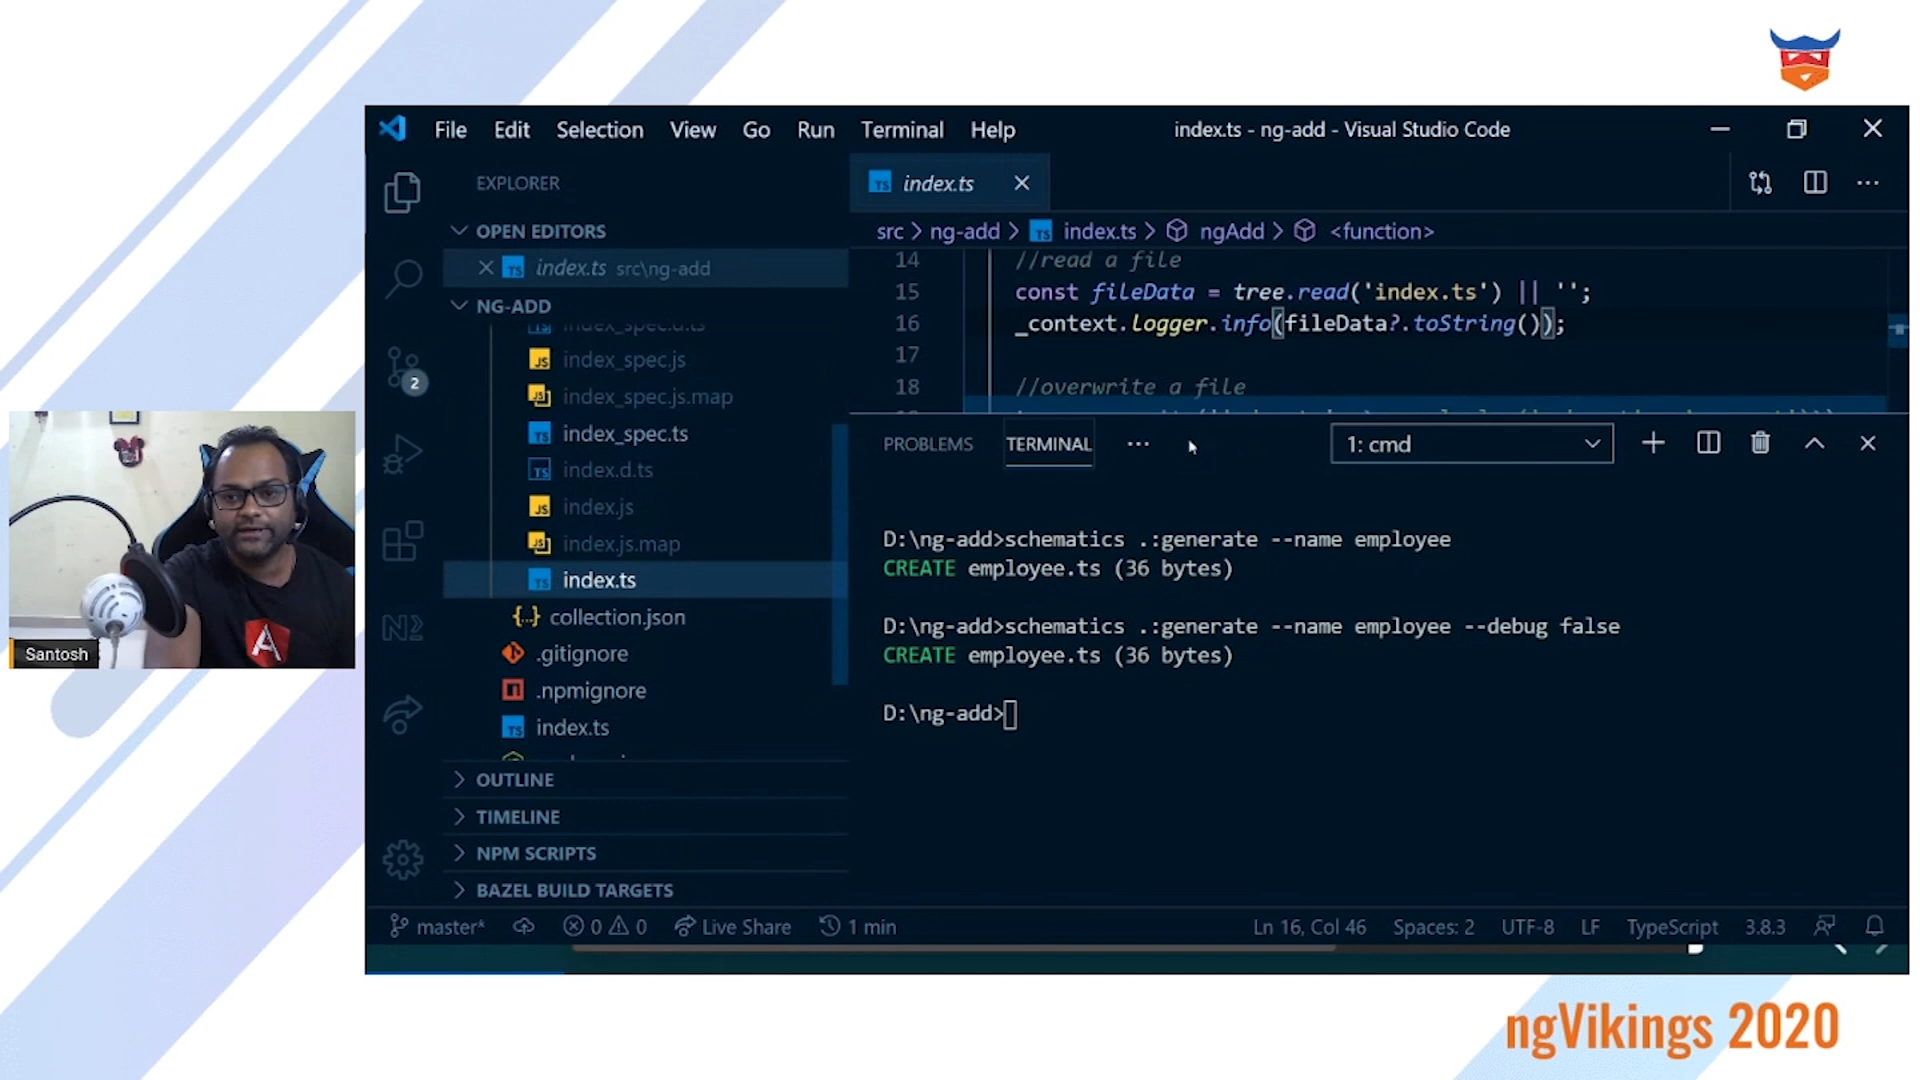 File Edit Selection View Go Run Terminal Help
index.ts - ng-add - Visual Studio Code
EXPLORER
OPEN EDITORS
index.ts src\ng-add
NG-ADD
index_spec.d.ts
index_spec.js
index_spec.js.map
index_spec.ts
index.d.ts
index.js
index.js.map
index.ts
collection.json
.gitignore
.npmignore
index.ts
OUTLINE
TIMELINE
NPM SCRIPTS
BAZEL BUILD TARGETS
2
index.ts
src > ng-add > index.ts > ngAdd > <function>
14 //read a file
15 const fileData = tree.read('index.ts') || '';
16 _context.logger.info(fileData?.toString());
17
18 //overwrite a file
PROBLEMS TERMINAL ... 1: cmd
D:\ng-add>schematics .:generate --name employee
CREATE employee.ts (36 bytes)
D:\ng-add>schematics .:generate --name employee --debug false
CREATE employee.ts (36 bytes)
D:\ng-add>
master* 0 0 Live Share 1 min Ln 16, Col 46 Spaces: 2 UTF-8 LF TypeScript 3.8.3
Santosh
ngVikings 2020